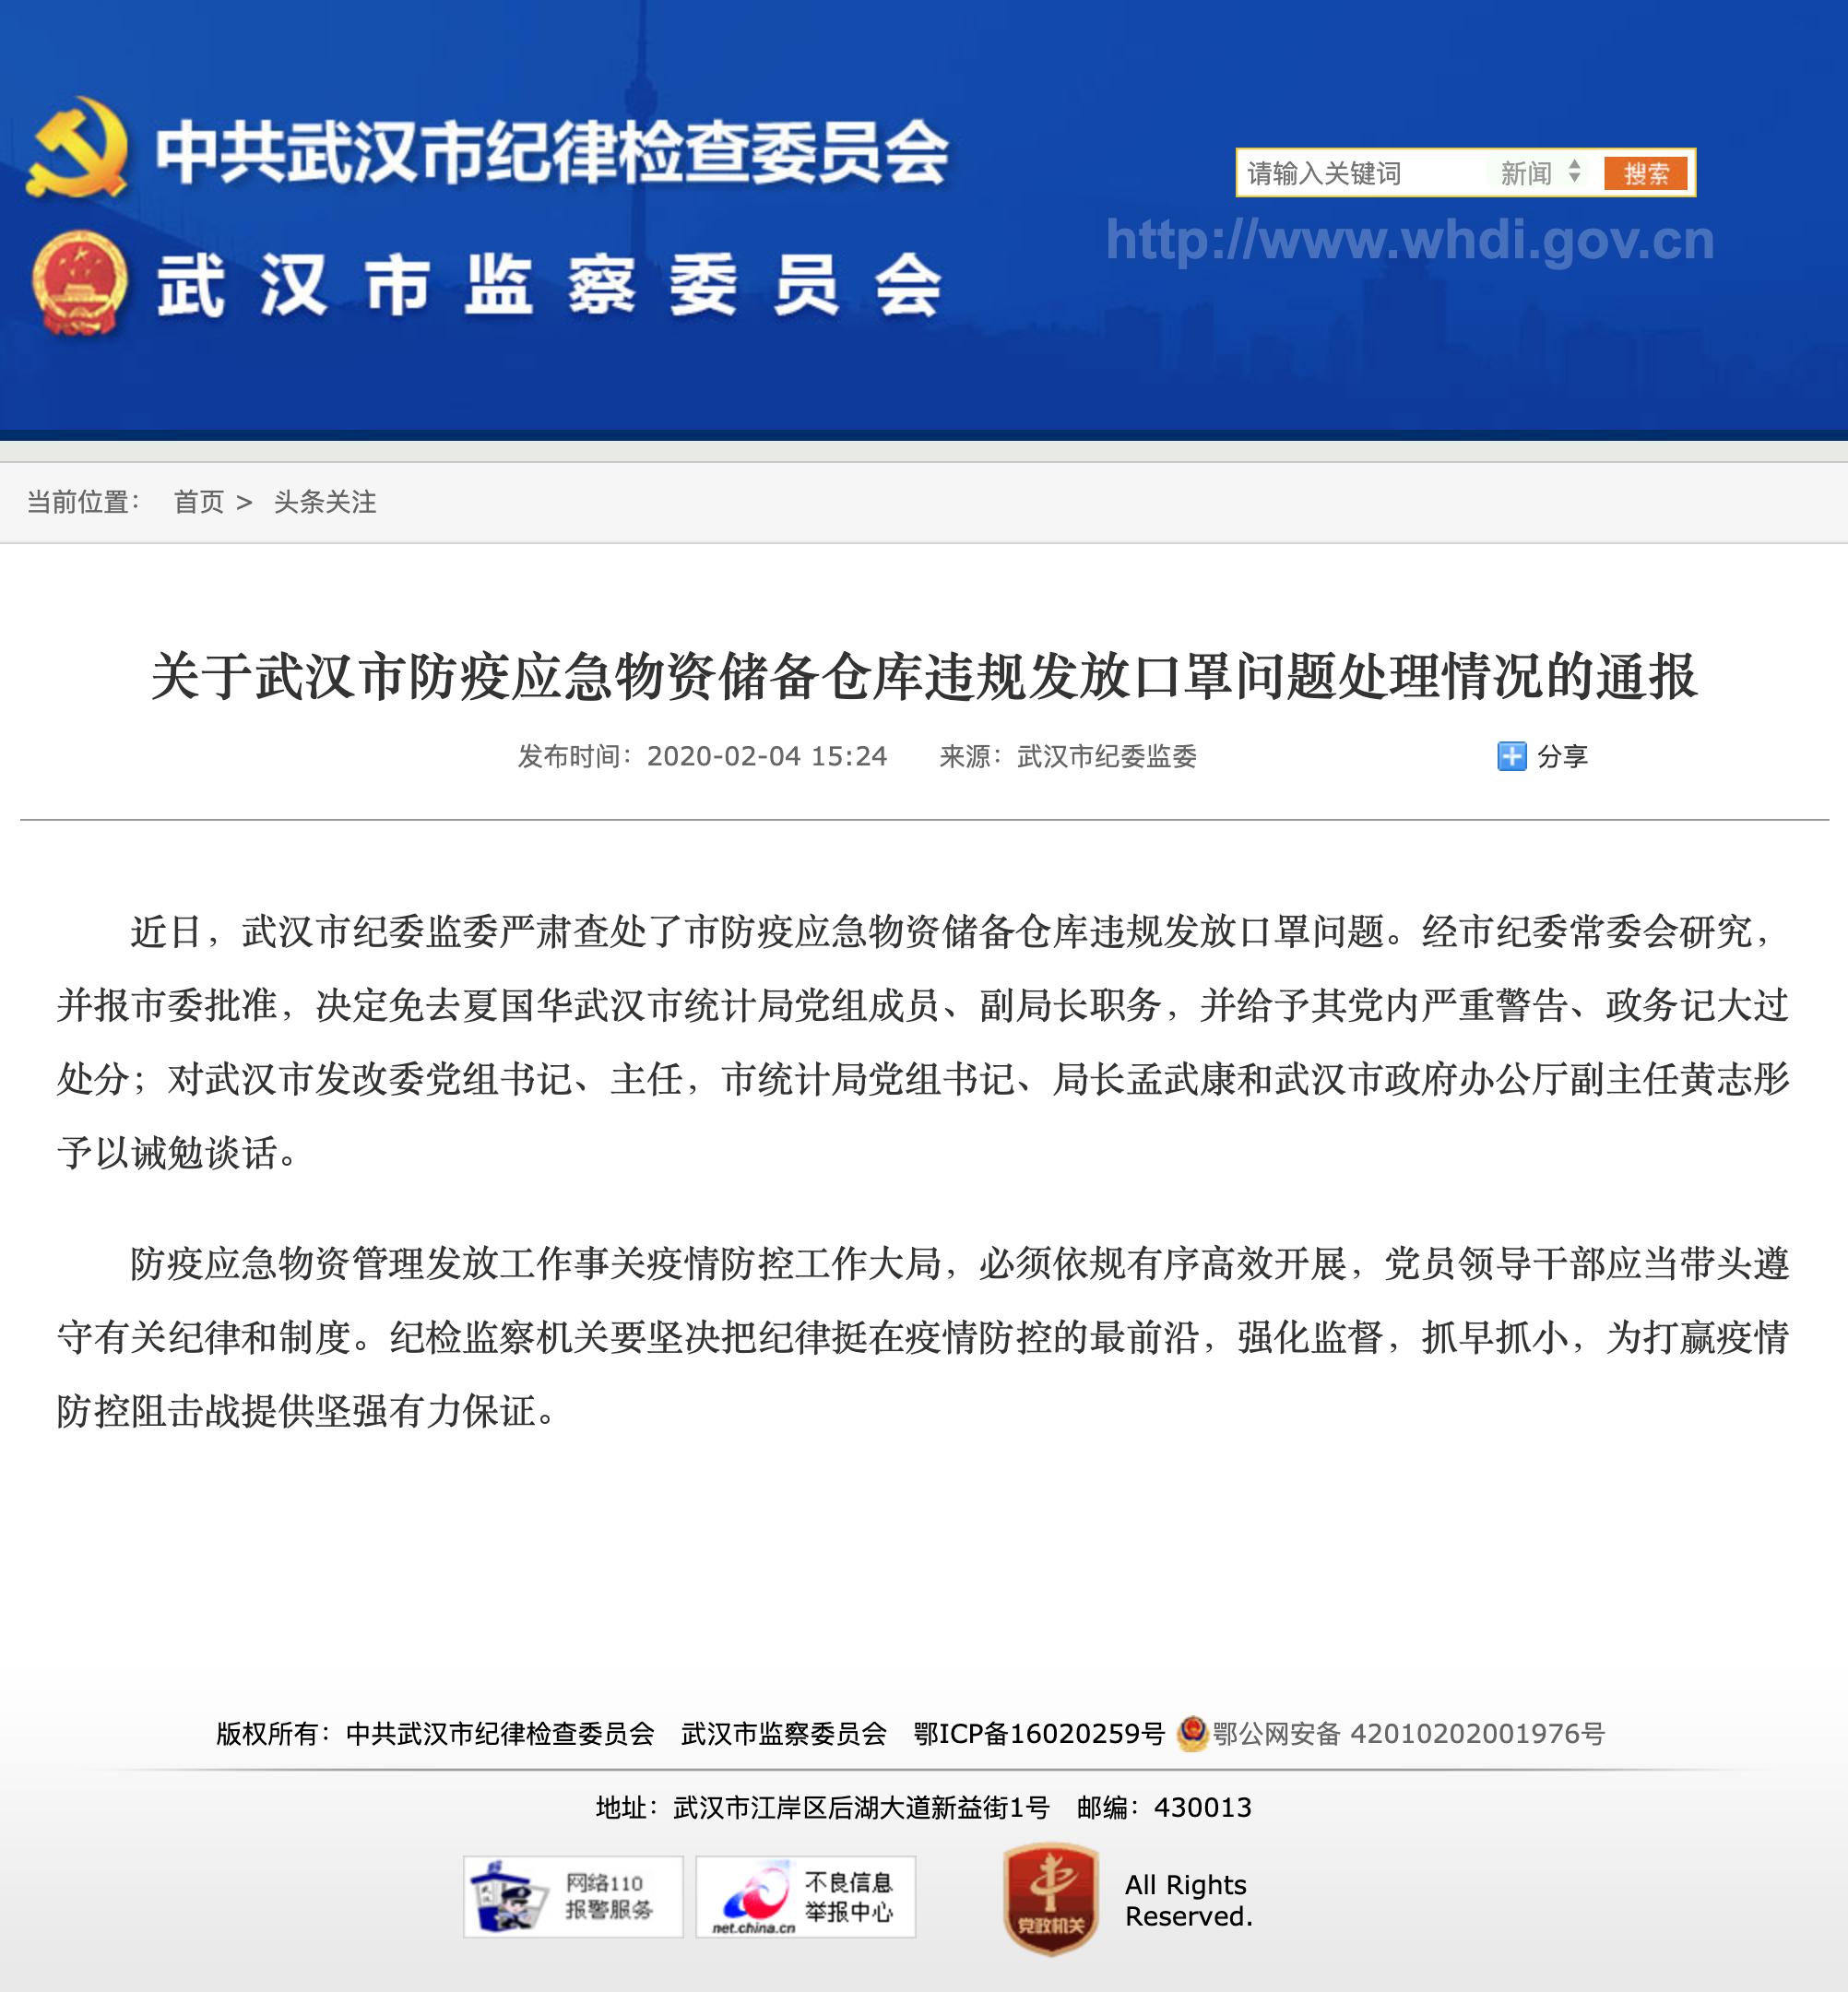 中共武汉市纪律检查委员会
武汉市监察委员会
请输入关键词 新闻 搜索
http://www.whdi.gov.cn
当前位置： 首页 > 头条关注
关于武汉市防疫应急物资储备仓库违规发放口罩问题处理情况的通报
发布时间：2020-02-04 15:24 来源：武汉市纪委监委 分享
近日，武汉市纪委监委严肃查处了市防疫应急物资储备仓库违规发放口罩问题。经市纪委常委会研究，
并报市委批准，决定免去夏国华武汉市统计局党组成员、副局长职务，并给予其党内严重警告、政务记大过
处分；对武汉市发改委党组书记、主任，市统计局党组书记、局长孟武康和武汉市政府办公厅副主任黄志彤
予以诫勉谈话。
防疫应急物资管理发放工作事关疫情防控工作大局，必须依规有序高效开展，党员领导干部应当带头遵
守有关纪律和制度。纪检监察机关要坚决把纪律挺在疫情防控的最前沿，强化监督，抓早抓小，为打赢疫情
防控阻击战提供坚强有力保证。
版权所有：中共武汉市纪律检查委员会 武汉市监察委员会 鄂ICP备16020259号 鄂公网安备 42010202001976号
地址：武汉市江岸区后湖大道新益街1号 邮编：430013
武汉
网络110
报警服务
net.china.cn
不良信息
举报中心
党政机关
All Rights
Reserved.